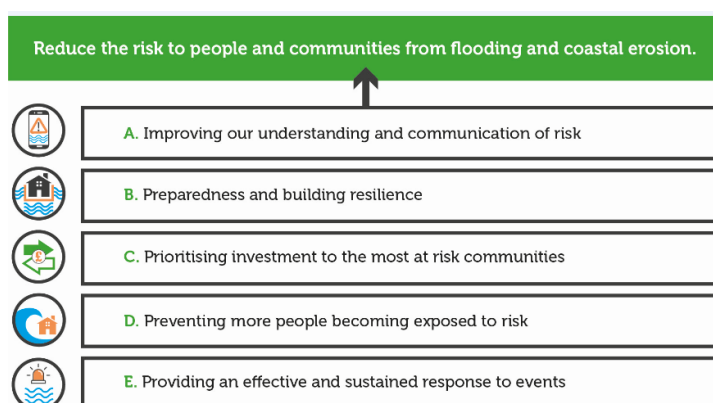 Reduce the risk to people and communities from flooding and coastal erosion.
A. Improving our understanding and communication of risk
B. Preparedness and building resilience
£
C. Prioritising investment to the most at risk communities
D. Preventing more people becoming exposed to risk
E. Providing an effective and sustained response to events